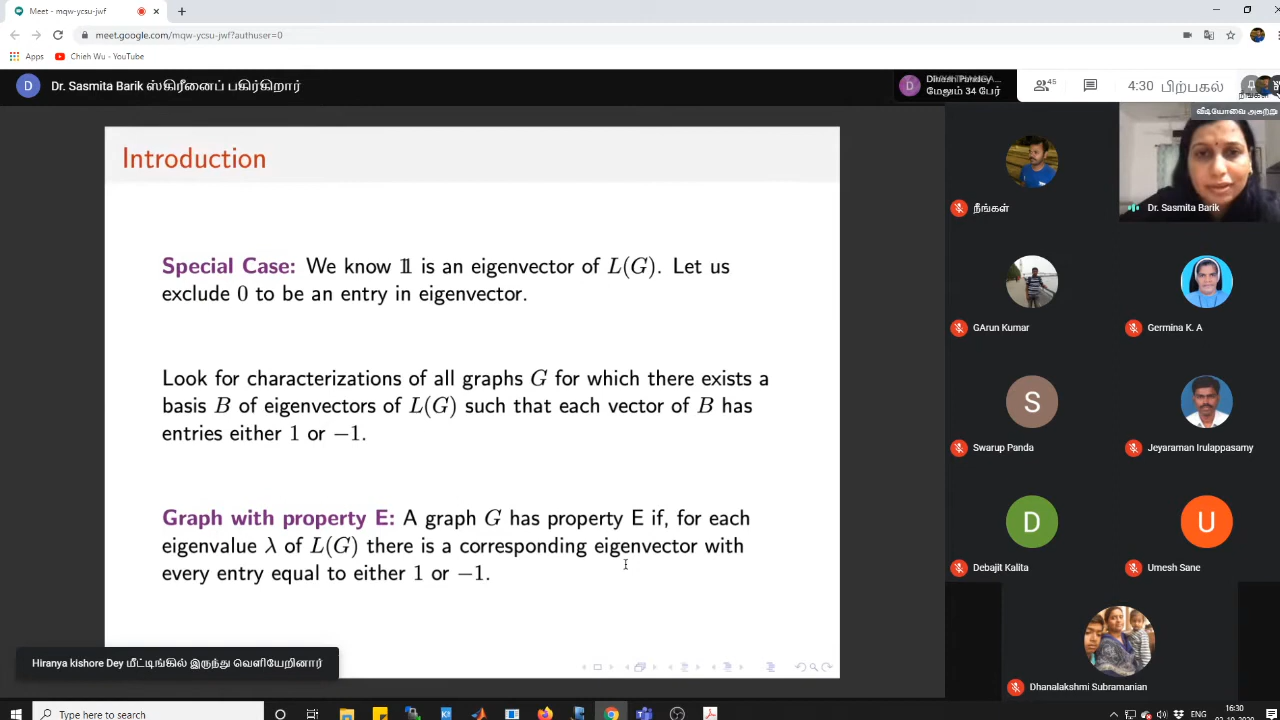 Meet - mqw-ycsu-jwf
meet.google.com/mqw-ycsu-jwf?authuser=0
Apps
Chieh Wu - YouTube
D
Dr. Sasmita Barik ஸ்கிரீனைப் பகிர்கிறார்
D
மேலும் 34 பேர்
45
4:30 பிற்பகல்
வீடியோவை அகற்று
Introduction
Special Case: We know 𝟙 is an eigenvector of L(G). Let us
exclude 0 to be an entry in eigenvector.
Look for characterizations of all graphs G for which there exists a
basis B of eigenvectors of L(G) such that each vector of B has
entries either 1 or −1.
Graph with property E: A graph G has property E if, for each
eigenvalue λ of L(G) there is a corresponding eigenvector with
every entry equal to either 1 or −1.
Hiranya kishore Dey மீட்டிங்கில் இருந்து வெளியேறினார்
நீங்கள்
Dr. Sasmita Barik
GArun Kumar
Germina K. A
S
Swarup Panda
Jeyaraman Irulappasamy
D
Debajit Kalita
U
Umesh Sane
Dhanalakshmi Subramanian
Type here to search
ENG
16:30